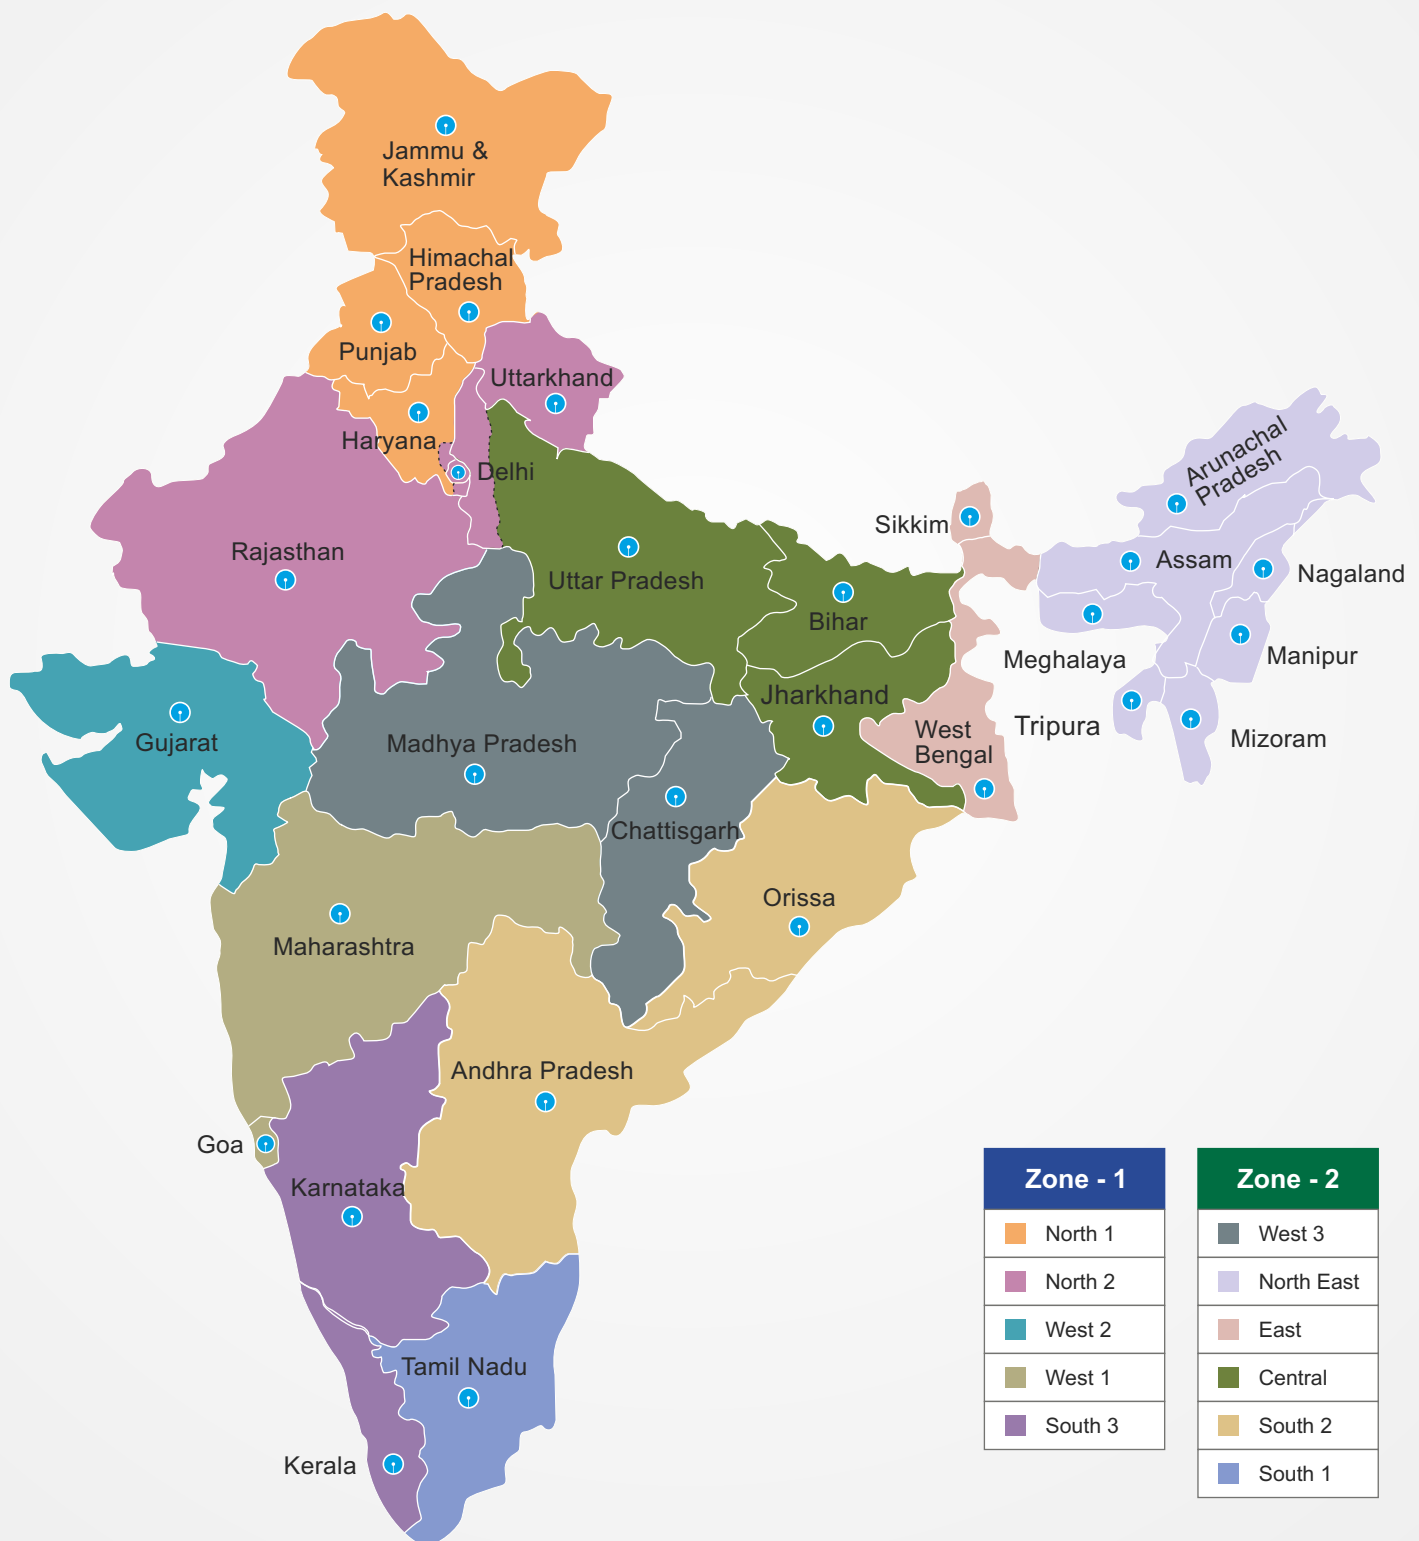 Jammu &
Kashmir
Himachal
Pradesh
Punjab
Uttarkhand
Haryana
Delhi
Arunachal
Pradesh
Sikkim
Rajasthan
Uttar Pradesh
Assam
Nagaland
Bihar
Meghalaya
Manipur
Jharkhand
Tripura
Mizoram
Gujarat
Madhya Pradesh
West
Bengal
Chattisgarh
Orissa
Maharashtra
Andhra Pradesh
Goa
Karnataka
Tamil Nadu
Kerala
Zone - 1
North 1
North 2
West 2
West 1
South 3
Zone - 2
West 3
North East
East
Central
South 2
South 1